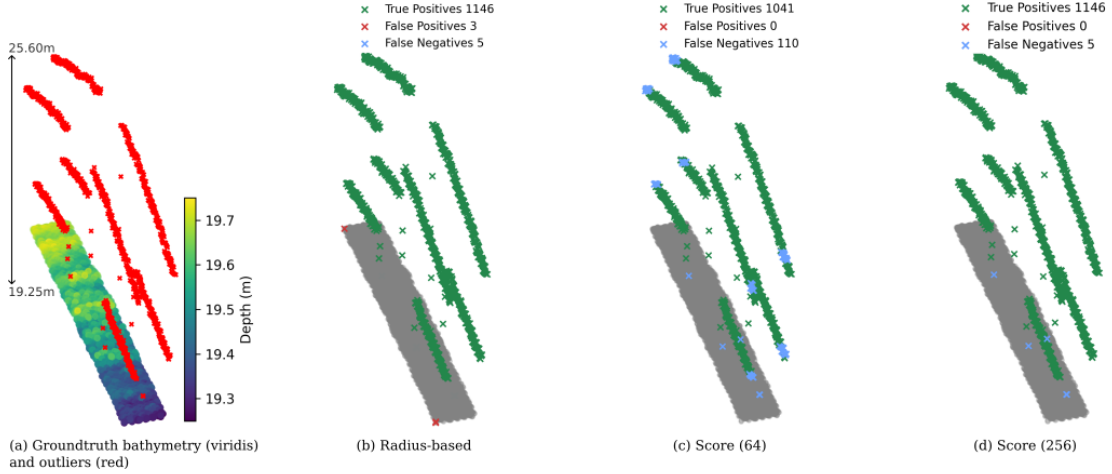 25.60m
19.25m
19.7
19.6
19.5
19.4
19.3
Depth (m)
(a) Groundtruth bathymetry (viridis)
and outliers (red)
True Positives 1146
False Positives 3
False Negatives 5
(b) Radius-based
True Positives 1041
False Positives 0
False Negatives 110
(c) Score (64)
True Positives 1146
False Positives 0
False Negatives 5
(d) Score (256)